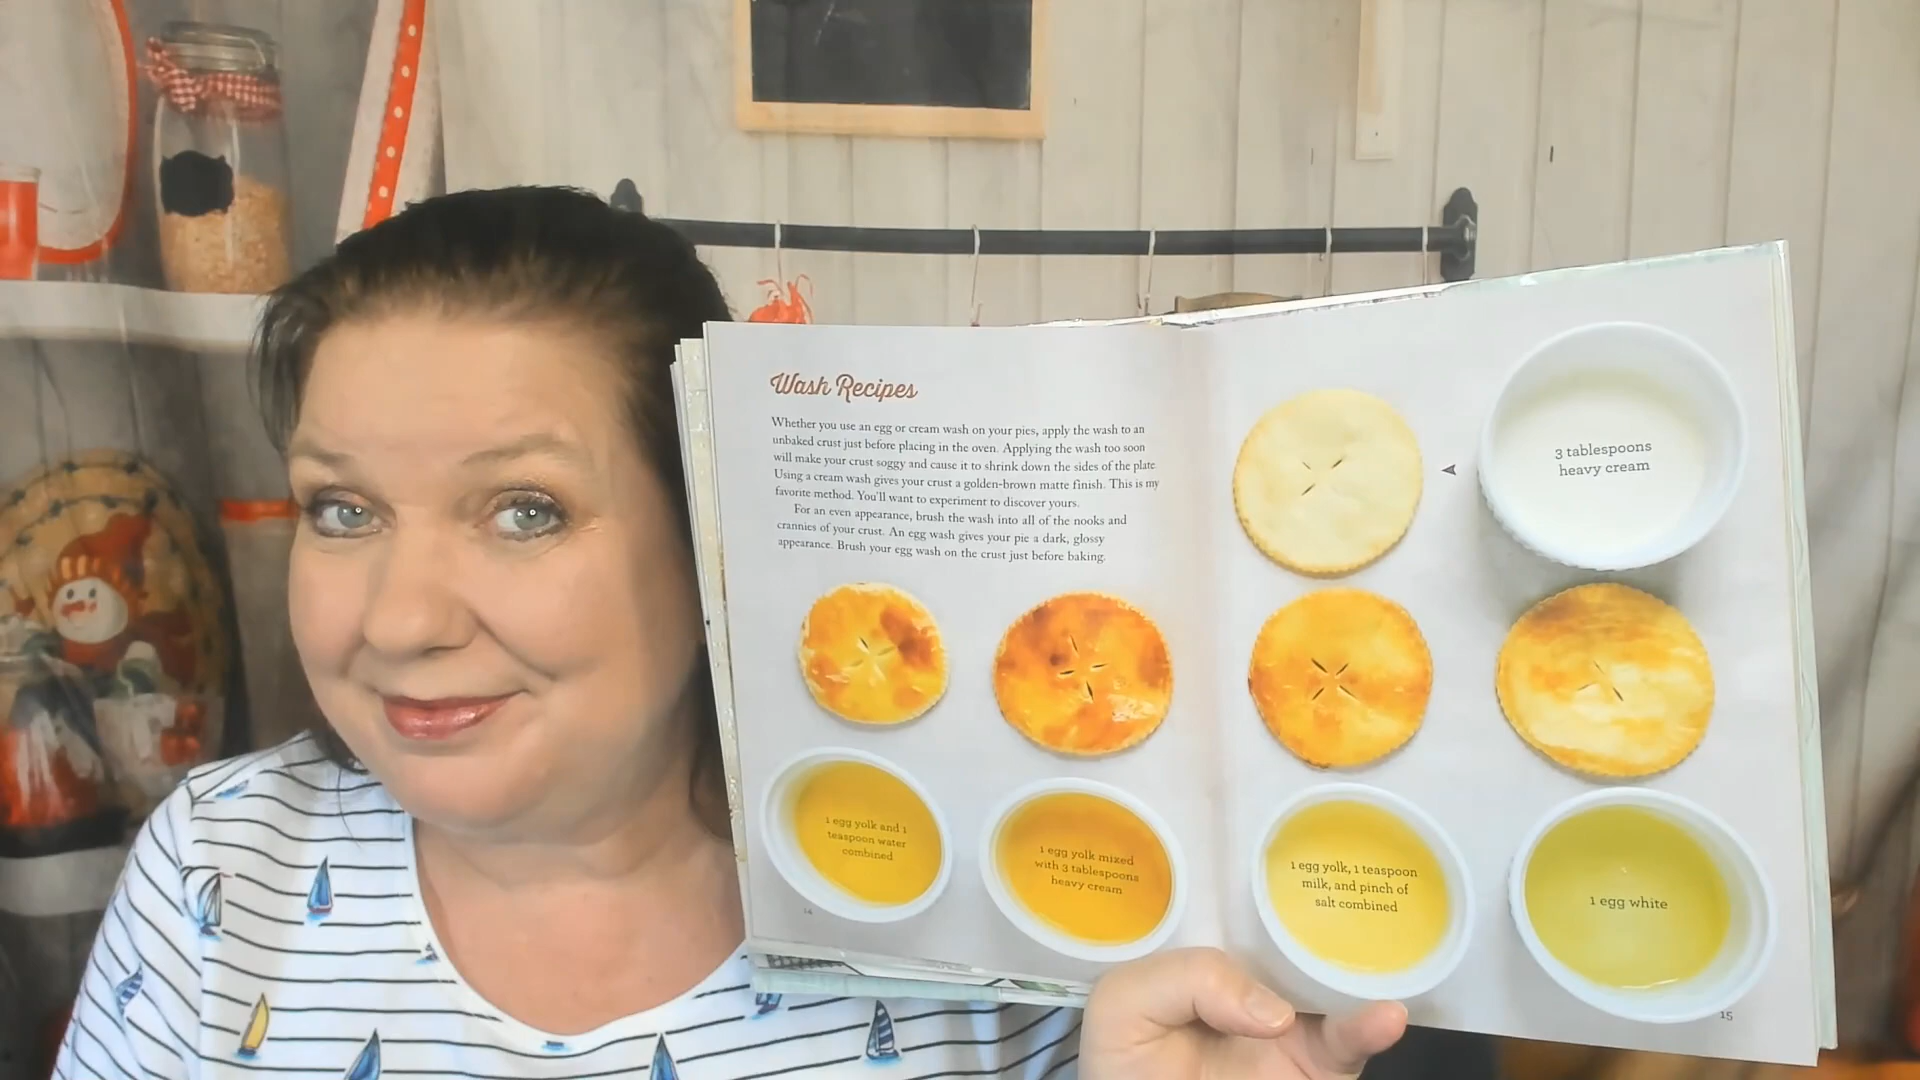 Wash Recipes
Whether you use an egg or cream wash on your pies, apply the wash to an
unbaked crust just before placing in the oven. Applying the wash too soon
will make your crust soggy and cause it to shrink down the sides of the plate.
Using a cream wash gives your crust a golden-brown matte finish. This is my
favorite method. You'll want to experiment to discover yours.
For an even appearance, brush the wash into all of the nooks and
crannies of your crust. An egg wash gives your pie a dark, glossy
appearance. Brush your egg wash on the crust just before baking.
1 egg yolk and 1
teaspoon water
combined
1 egg yolk mixed
with 3 tablespoons
heavy cream
14
3 tablespoons
heavy cream
1 egg yolk, 1 teaspoon
milk, and pinch of
salt combined
1 egg white
15